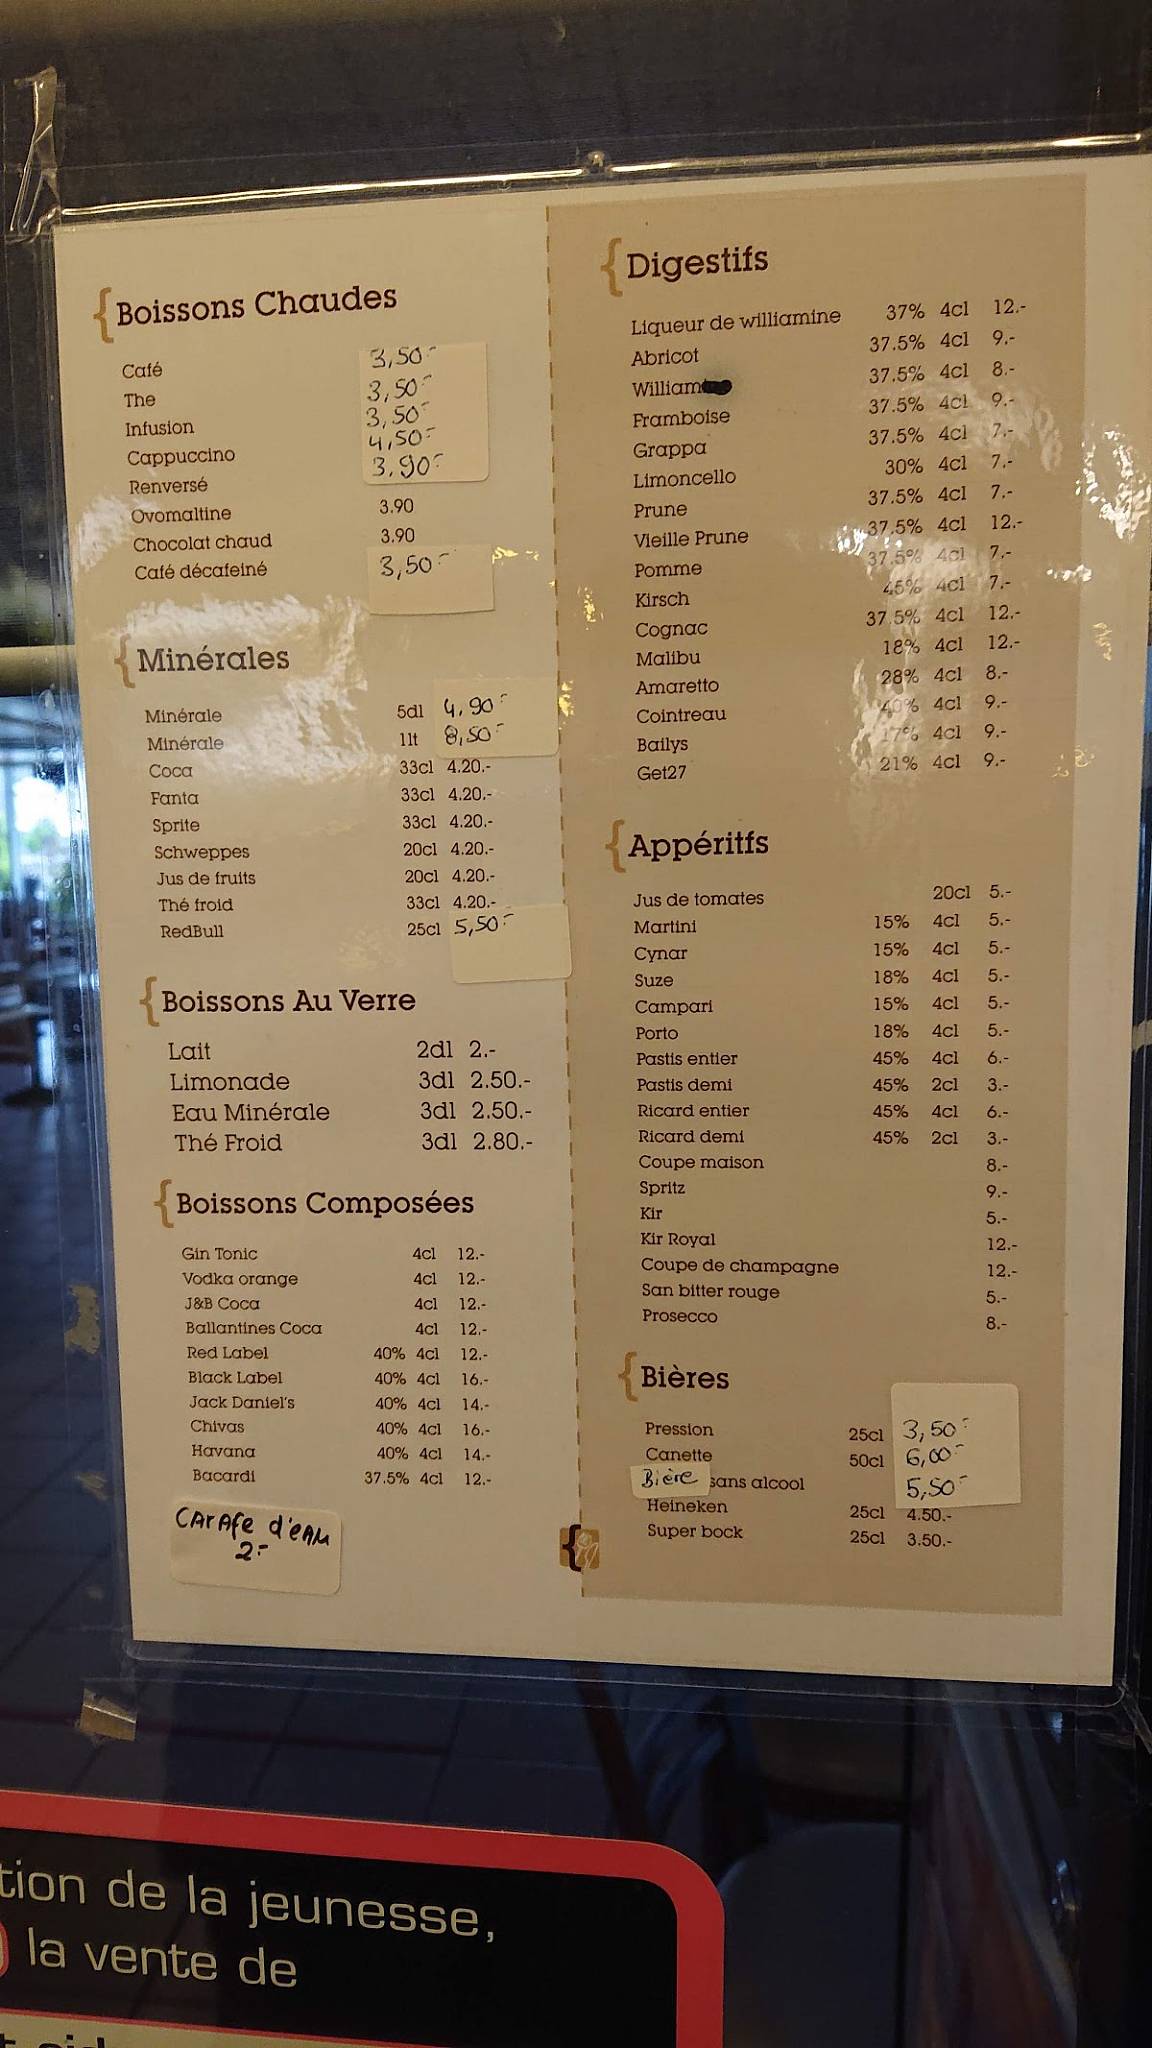 Boissons Chaudes
Café 3,50-
The 3,50-
Infusion 3,50-
Cappuccino 4,50-
Renversé 3,90-
Ovomaltine 3.90
Chocolat chaud 3.90
Café décafeiné 3,50-
Minérales
Minérale 5dl 4,90-
Minérale 1lt 8,50-
Coca 33cl 4.20.-
Fanta 33cl 4.20.-
Sprite 33cl 4.20.-
Schweppes 20cl 4.20.-
Jus de fruits 20cl 4.20.-
Thé froid 33cl 4.20.-
RedBull 25cl 5,50-
Boissons Au Verre
Lait 2dl 2.-
Limonade 3dl 2.50.-
Eau Minérale 3dl 2.50.-
Thé Froid 3dl 2.80.-
Boissons Composées
Gin Tonic 4cl 12.-
Vodka orange 4cl 12.-
J&B Coca 4cl 12.-
Ballantines Coca 4cl 12.-
Red Label 40% 4cl 12.-
Black Label 40% 4cl 16.-
Jack Daniel's 40% 4cl 14.-
Chivas 40% 4cl 16.-
Havana 40% 4cl 14.-
Bacardi 37.5% 4cl 12.-
CARAFE d'EAU
2.-
Digestifs
Liqueur de williamine 37% 4cl 12.-
Abricot 37.5% 4cl 9.-
William 37.5% 4cl 8.-
Framboise 37.5% 4cl 9.-
Grappa 37.5% 4cl 7.-
Limoncello 30% 4cl 7.-
Prune 37.5% 4cl 7.-
Vieille Prune 37.5% 4cl 12.-
Pomme 37.5% 4cl 7.-
Kirsch 45% 4cl 7.-
Cognac 37.5% 4cl 12.-
Malibu 18% 4cl 12.-
Amaretto 28% 4cl 8.-
Cointreau 40% 4cl 9.-
Bailys 17% 4cl 9.-
Get27 21% 4cl 9.-
Appéritfs
Jus de tomates 20cl 5.-
Martini 15% 4cl 5.-
Cynar 15% 4cl 5.-
Suze 18% 4cl 5.-
Campari 15% 4cl 5.-
Porto 18% 4cl 5.-
Pastis entier 45% 4cl 6.-
Pastis demi 45% 2cl 3.-
Ricard entier 45% 4cl 6.-
Ricard demi 45% 2cl 3.-
Coupe maison 8.-
Spritz 9.-
Kir 5.-
Kir Royal 12.-
Coupe de champagne 12.-
San bitter rouge 5.-
Prosecco 8.-
Bières
Pression 25cl 3,50-
Canette 50cl 6,00-
Bière sans alcool 5,50-
Heineken 25cl 4.50.-
Super bock 25cl 3.50.-
tion de la jeunesse,
la vente de